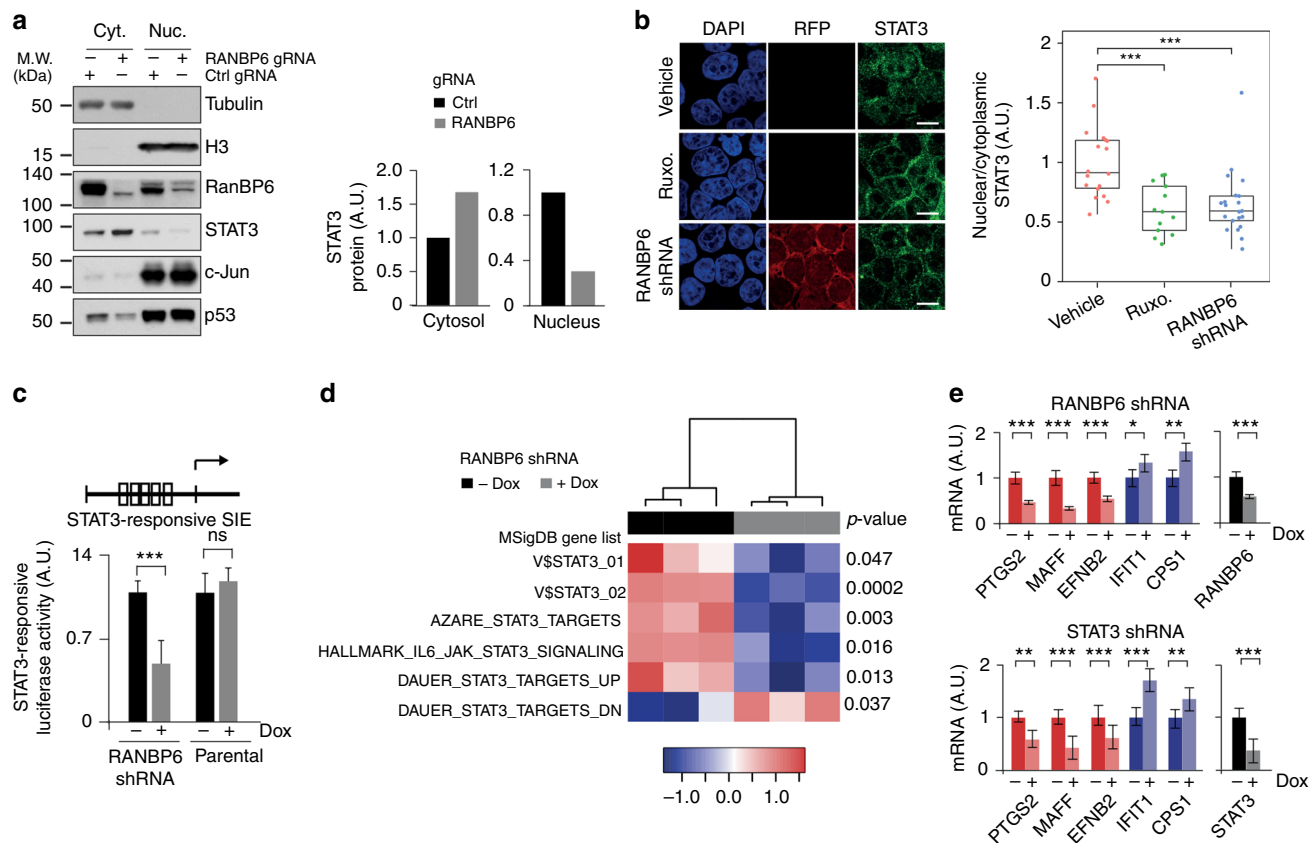 a
Cyt. Nuc.
M.W. (kDa)
– + – + RANBP6 gRNA
+ – + – Ctrl gRNA
50 Tubulin
15 H3
140
100
RanBP6
100 STAT3
50
40
c-Jun
50 p53
gRNA
Ctrl
RANBP6
STAT3 protein (A.U.)
2.0
1.5
1.0
0.5
0
Cytosol
1.2
0.8
0.4
0
Nucleus
b
DAPI RFP STAT3
Vehicle
Ruxo.
RANBP6 shRNA
Nuclear/cytoplasmic STAT3 (A.U.)
2
1.5
1
0.5
0
***
***
Vehicle Ruxo. RANBP6 shRNA
c
STAT3-responsive SIE
STAT3-responsive luciferase activity (A.U.)
14
0.7
0
***
ns
– + – + Dox
RANBP6 shRNA Parental
d
RANBP6 shRNA
– Dox + Dox
MSigDB gene list p-value
V$STAT3_01 0.047
V$STAT3_02 0.0002
AZARE_STAT3_TARGETS 0.003
HALLMARK_IL6_JAK_STAT3_SIGNALING 0.016
DAUER_STAT3_TARGETS_UP 0.013
DAUER_STAT3_TARGETS_DN 0.037
–1.0 0.0 1.0
e
RANBP6 shRNA
*** *** *** * ** ***
mRNA (A.U.)
2
1
0
– + – + – + – + – + – + Dox
PTGS2 MAFF EFNB2 IFIT1 CPS1 RANBP6
STAT3 shRNA
** *** *** *** ** ***
mRNA (A.U.)
2
1
0
– + – + – + – + – + – + Dox
PTGS2 MAFF EFNB2 IFIT1 CPS1 STAT3